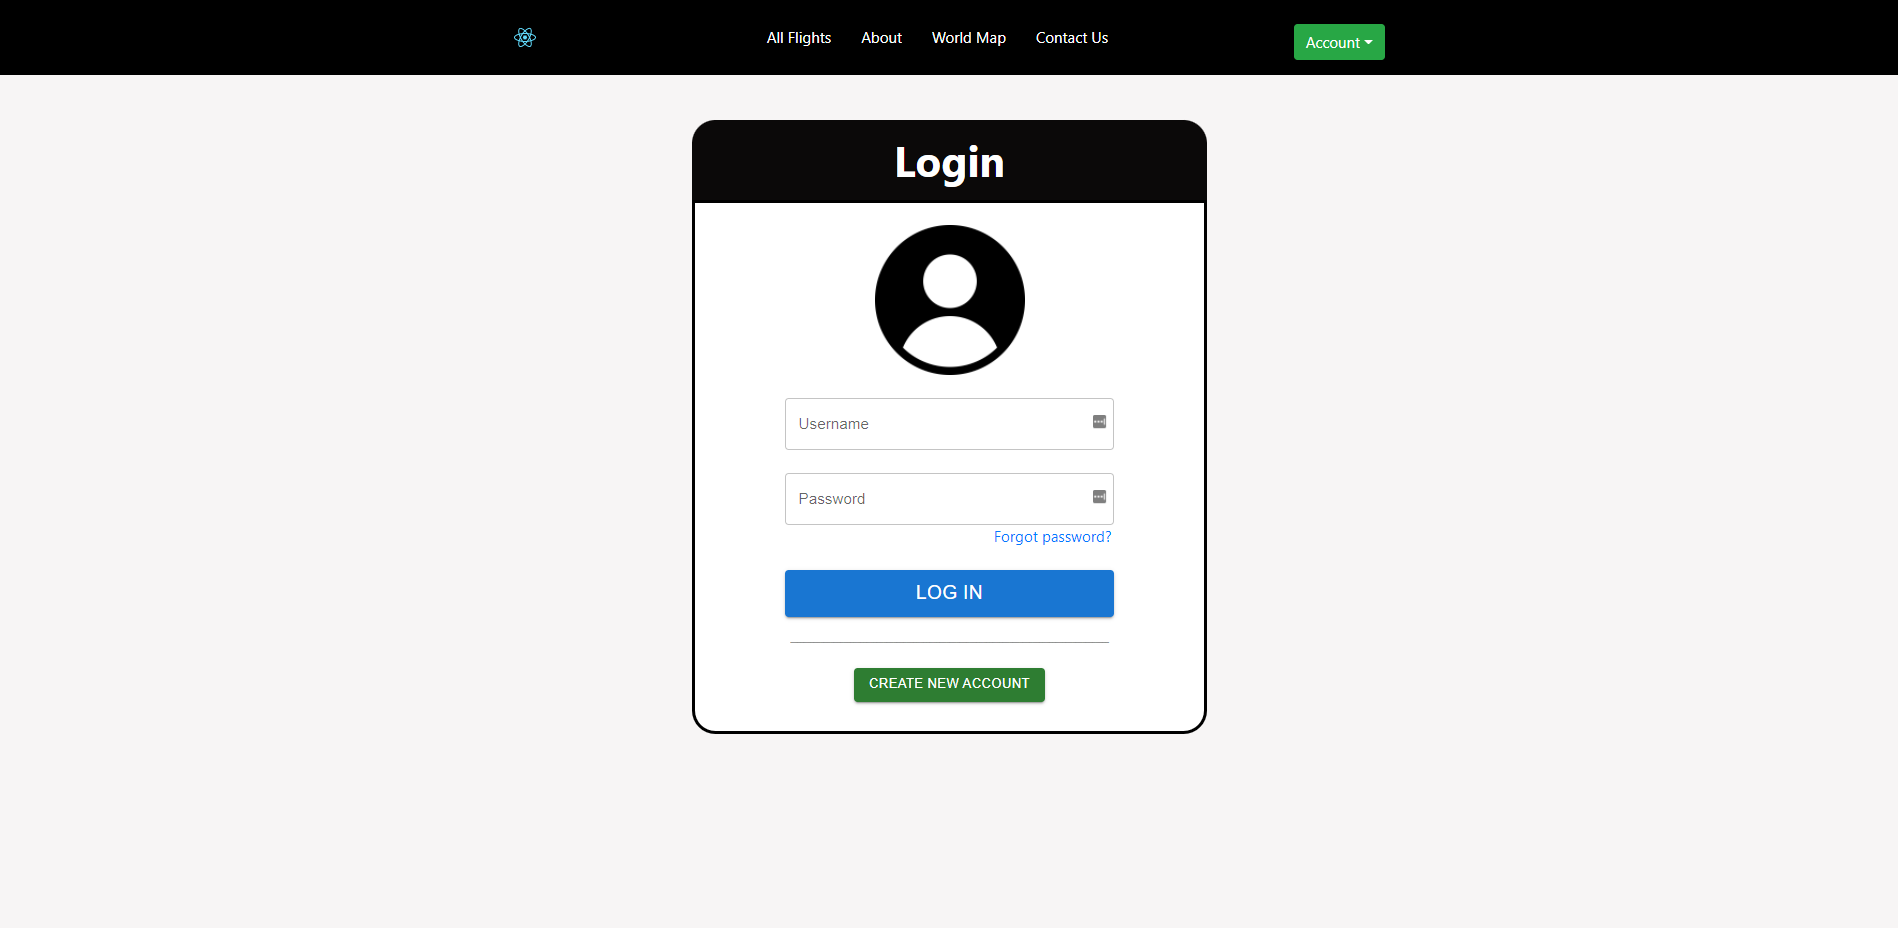 All Flights About World Map Contact Us Account
Login
Username
Password
Forgot password?
LOG IN
CREATE NEW ACCOUNT